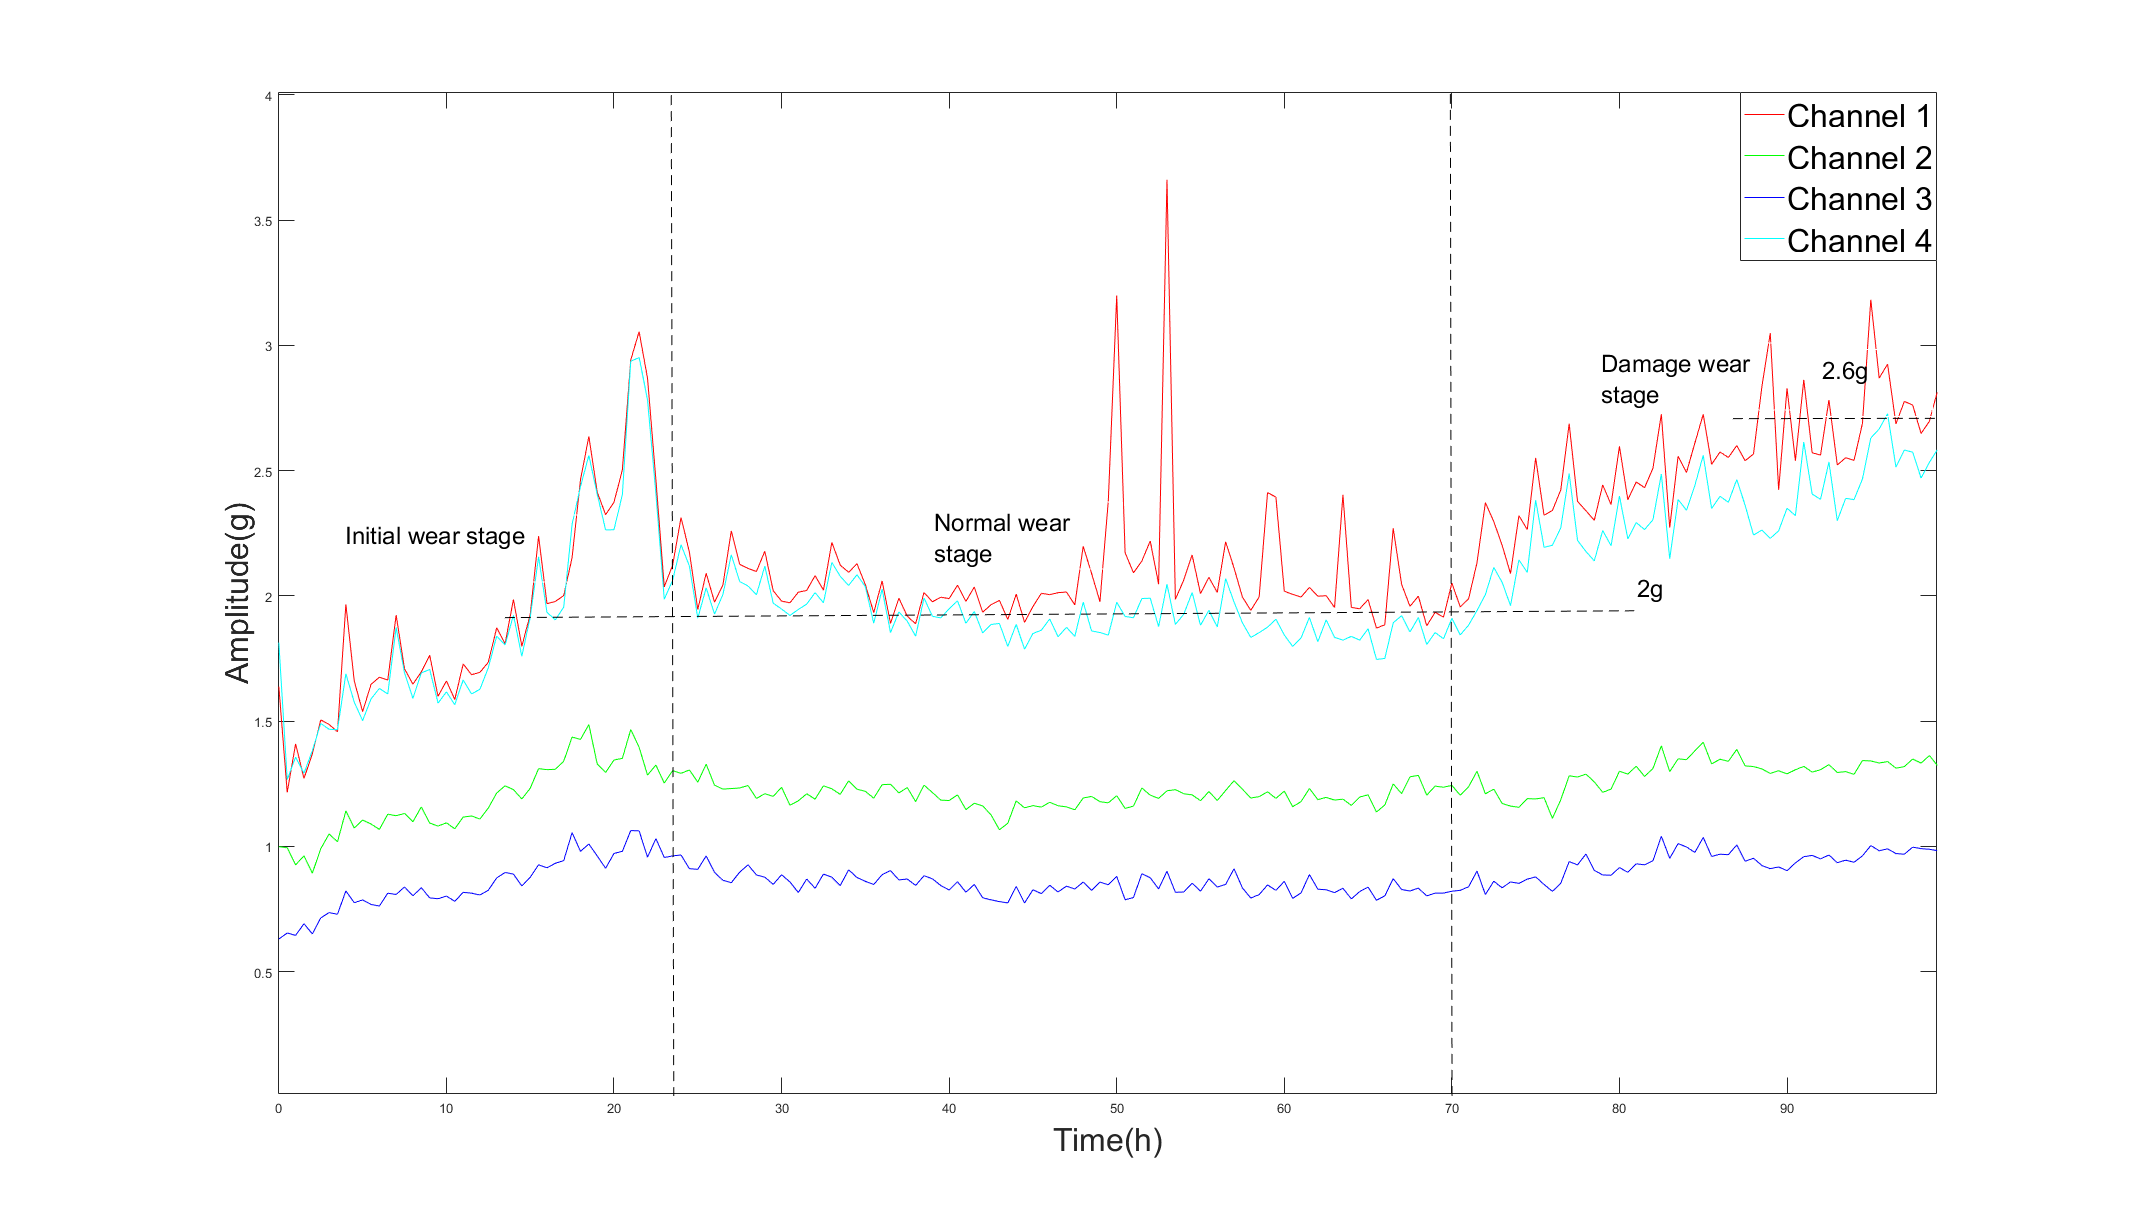 4
3.5
3
2.5
2
1.5
1
0.5
0
10
20
30
40
50
60
70
80
90
Amplitude(g)
Time(h)
Channel 1
Channel 2
Channel 3
Channel 4
Initial wear stage
Normal wear
stage
Damage wear
stage
2.6g
2g